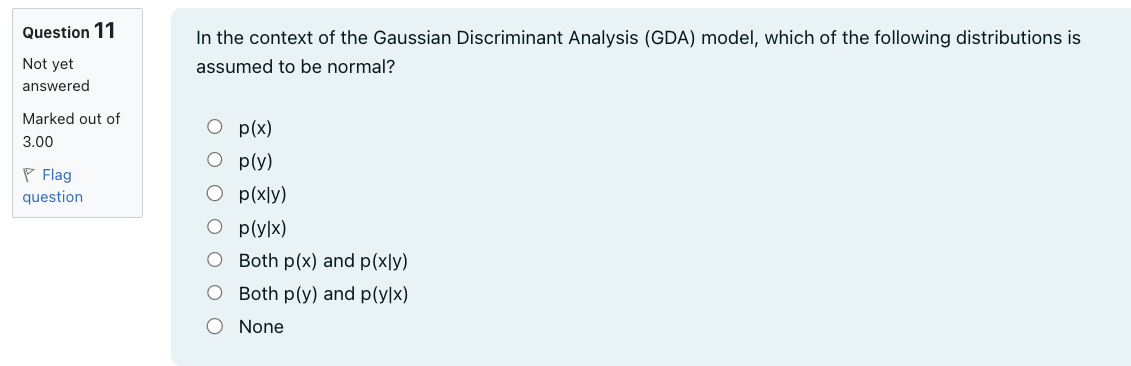 Question 11
Not yet
answered
Marked out of
3.00
Flag
question
In the context of the Gaussian Discriminant Analysis (GDA) model, which of the following distributions is
assumed to be normal?
p(x)
p(y)
p(x|y)
p(y|x)
Both p(x) and p(x|y)
Both p(y) and p(y|x)
None